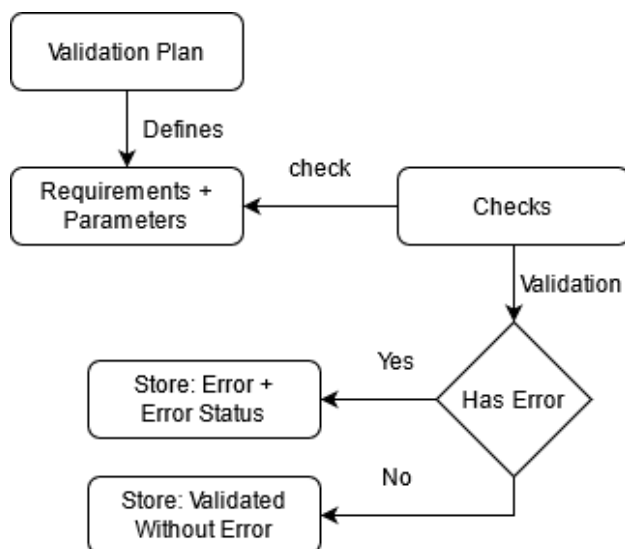 Validation Plan
Defines
Requirements +
Parameters
check
Checks
Validation
Has Error
Yes
Store: Error +
Error Status
No
Store: Validated
Without Error